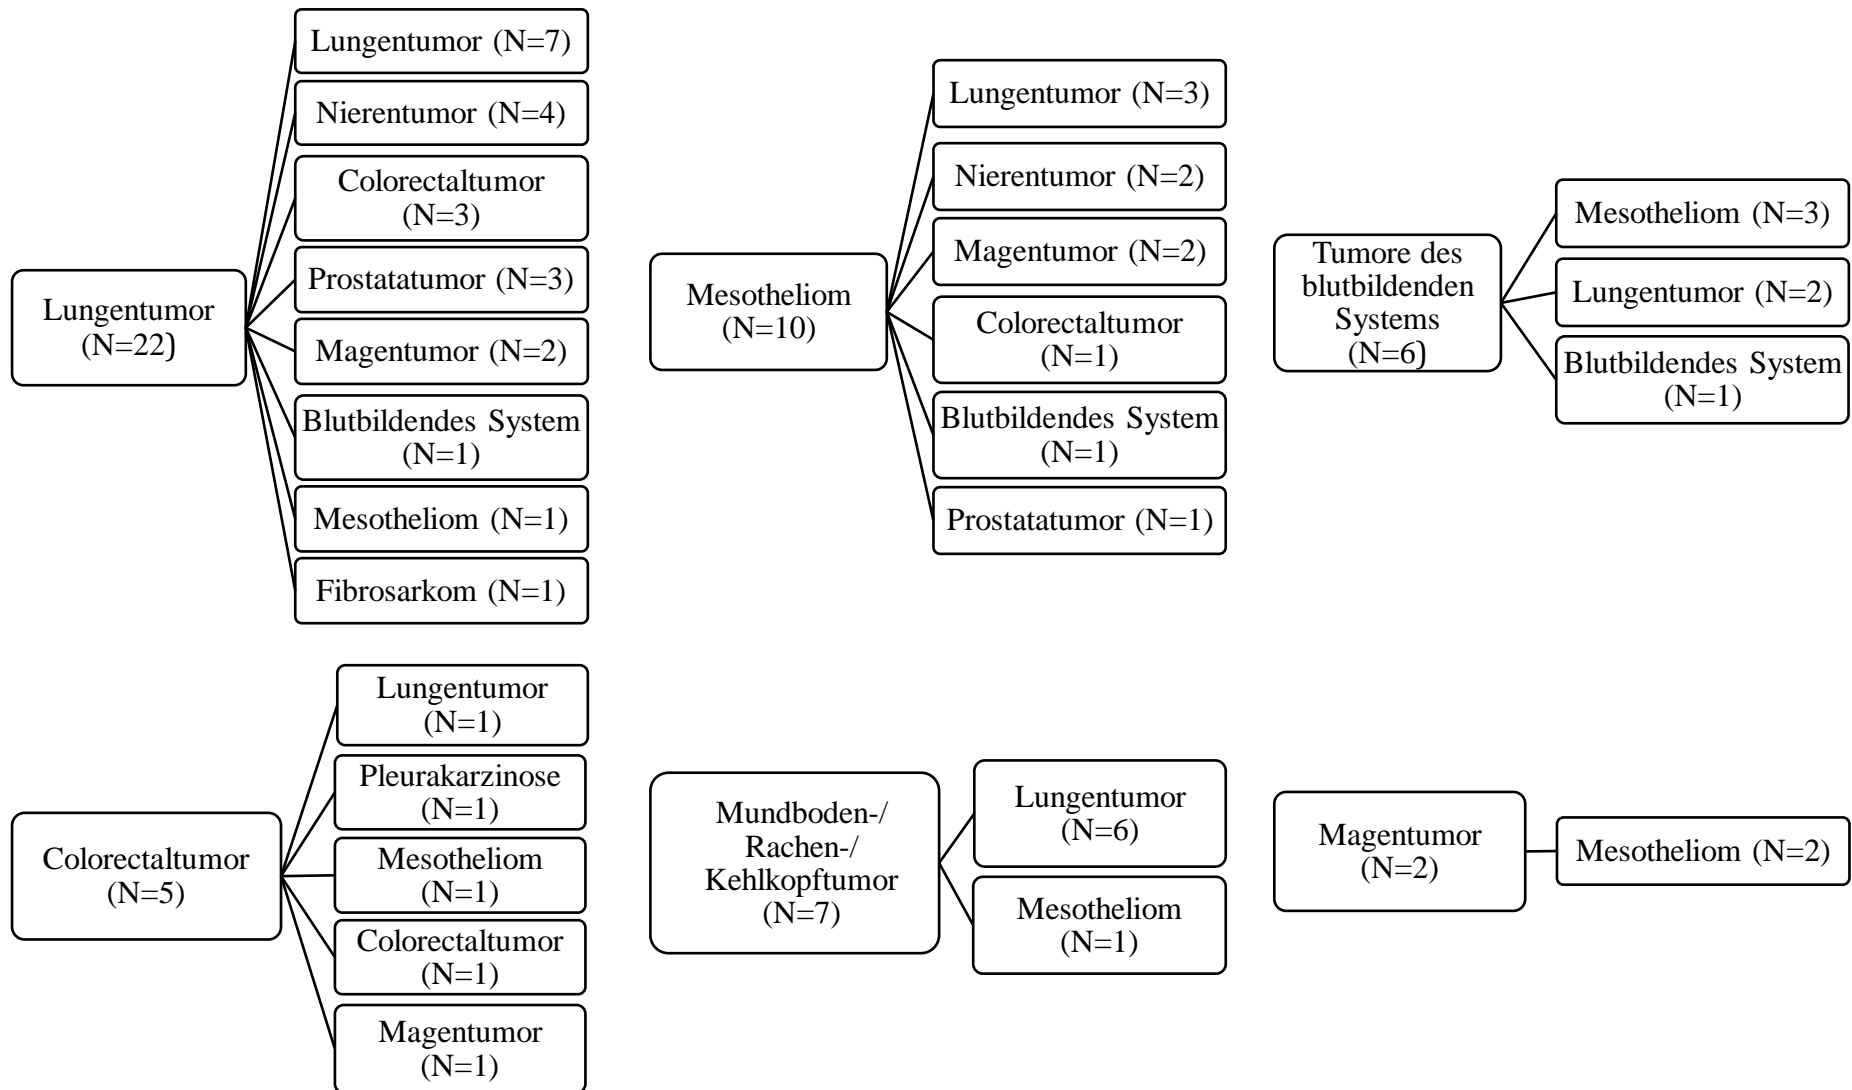 Lungentumor
(N=22)
Lungentumor (N=7)
Nierentumor (N=4)
Colorectaltumor
(N=3)
Prostatatumor (N=3)
Magentumor (N=2)
Blutbildendes System
(N=1)
Mesotheliom (N=1)
Fibrosarkom (N=1)
Mesotheliom
(N=10)
Lungentumor (N=3)
Nierentumor (N=2)
Magentumor (N=2)
Colorectaltumor
(N=1)
Blutbildendes System
(N=1)
Prostatatumor (N=1)
Tumore des
blutbildenden
Systems
(N=6)
Mesotheliom (N=3)
Lungentumor (N=2)
Blutbildendes System
(N=1)
Colorectaltumor
(N=5)
Lungentumor
(N=1)
Pleurakarzinose
(N=1)
Mesotheliom
(N=1)
Colorectaltumor
(N=1)
Magentumor
(N=1)
Mundboden-/
Rachen-/
Kehlkopftumor
(N=7)
Lungentumor
(N=6)
Mesotheliom
(N=1)
Magentumor
(N=2)
Mesotheliom (N=2)